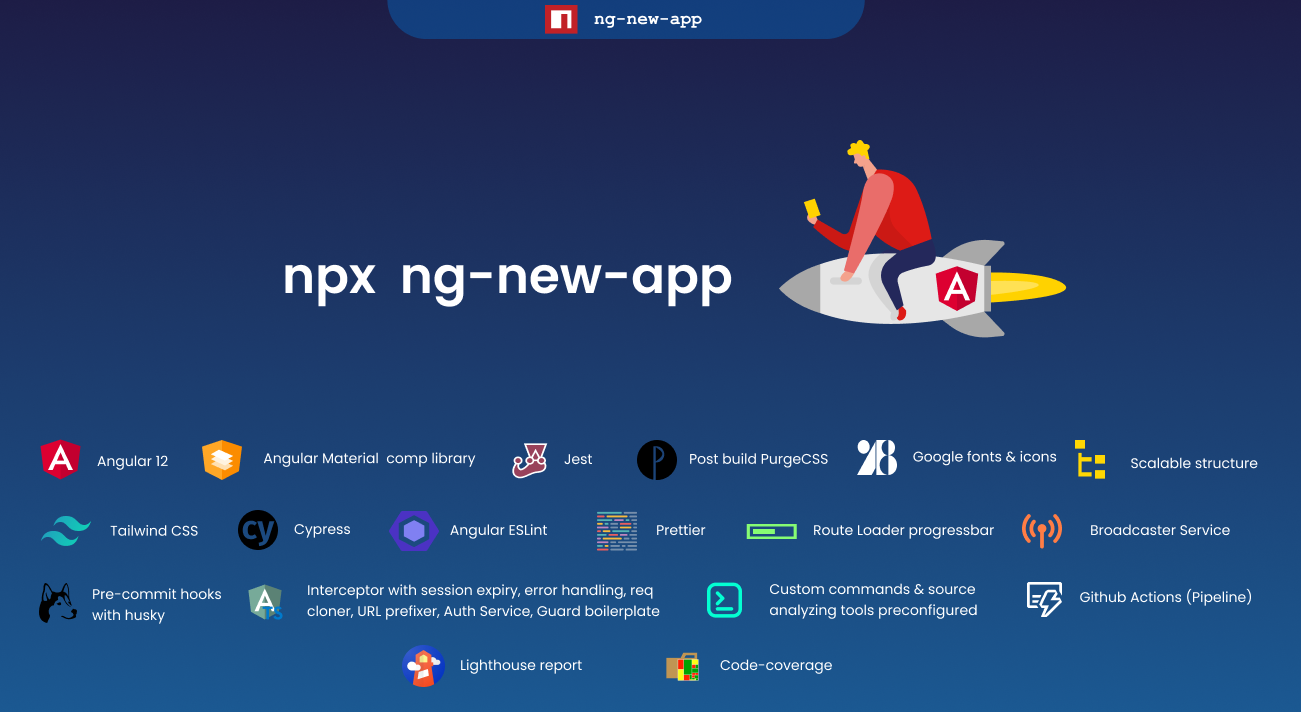 ng-new-app
npx ng-new-app
Angular 12
Angular Material comp library
Jest
Post build PurgeCSS
Google fonts & icons
Scalable structure
Tailwind CSS
cy
Cypress
Angular ESLint
Prettier
Route Loader progressbar
Broadcaster Service
Pre-commit hooks
with husky
A
TS
Interceptor with session expiry, error handling, req
cloner, URL prefixer, Auth Service, Guard boilerplate
Custom commands & source
analyzing tools preconfigured
Github Actions (Pipeline)
Lighthouse report
Code-coverage